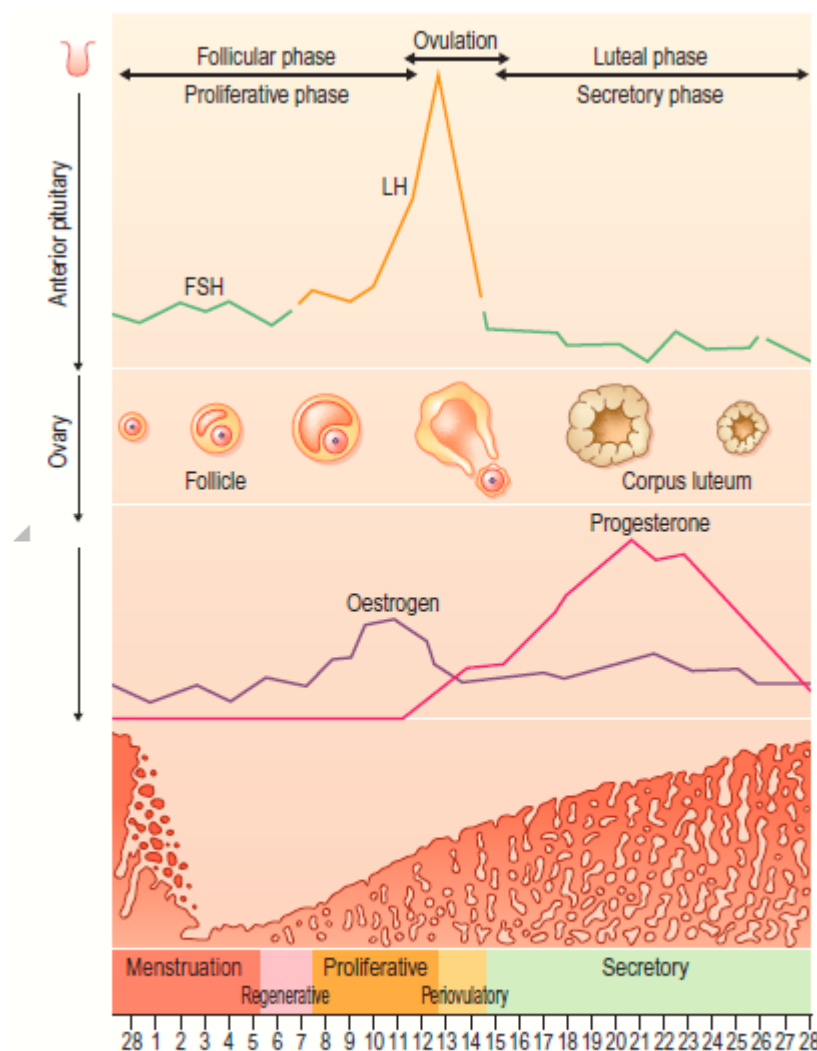 Ovulation
Follicular phase
Luteal phase
Proliferative phase
Secretory phase
Anterior pituitary
LH
FSH
Ovary
Follicle
Corpus luteum
Progesterone
Oestrogen
Menstruation
Regenerative
Proliferative
Periovulatory
Secretory
28 1 2 3 4 5 6 7 8 9 10 11 12 13 14 15 16 17 18 19 20 21 22 23 24 25 26 27 28